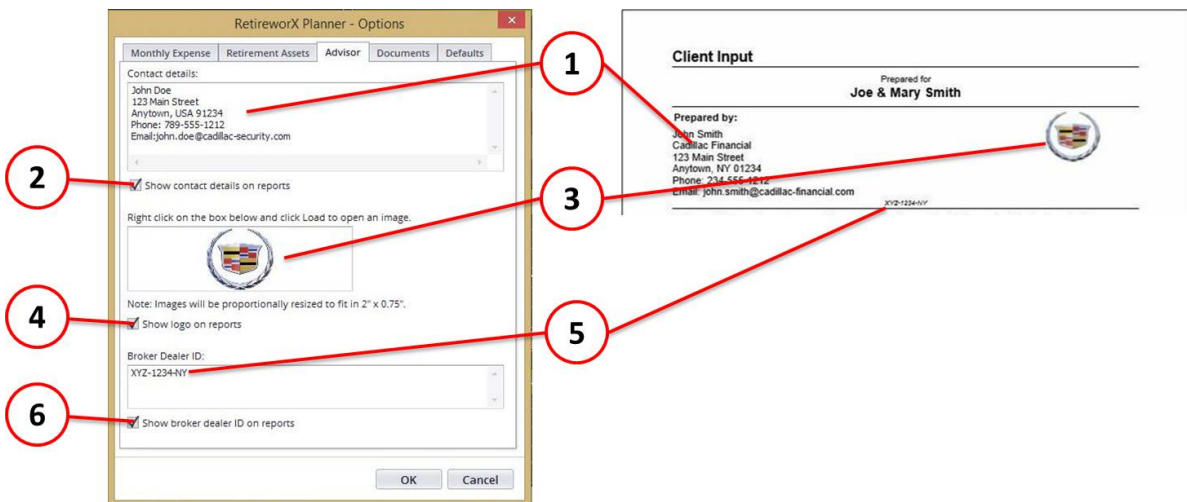 RetireworX Planner - Options
Monthly Expense Retirement Assets Advisor Documents Defaults
Contact details:
John Doe
123 Main Street
Anytown, USA 91234
Phone: 789-555-1212
Email:john.doe@cadillac-security.com
2
Show contact details on reports
Right click on the box below and click Load to open an image.
Note: Images will be proportionally resized to fit in 2" x 0.75".
4
Show logo on reports
Broker Dealer ID:
XYZ-1234-NY
6
Show broker dealer ID on reports
OK Cancel
1
3
5
Client Input
Prepared for
Joe & Mary Smith
Prepared by:
John Smith
Cadillac Financial
123 Main Street
Anytown, NY 01234
Phone: 234-555-1212
Email: john.smith@cadillac-financial.com
XYZ-1234-NY